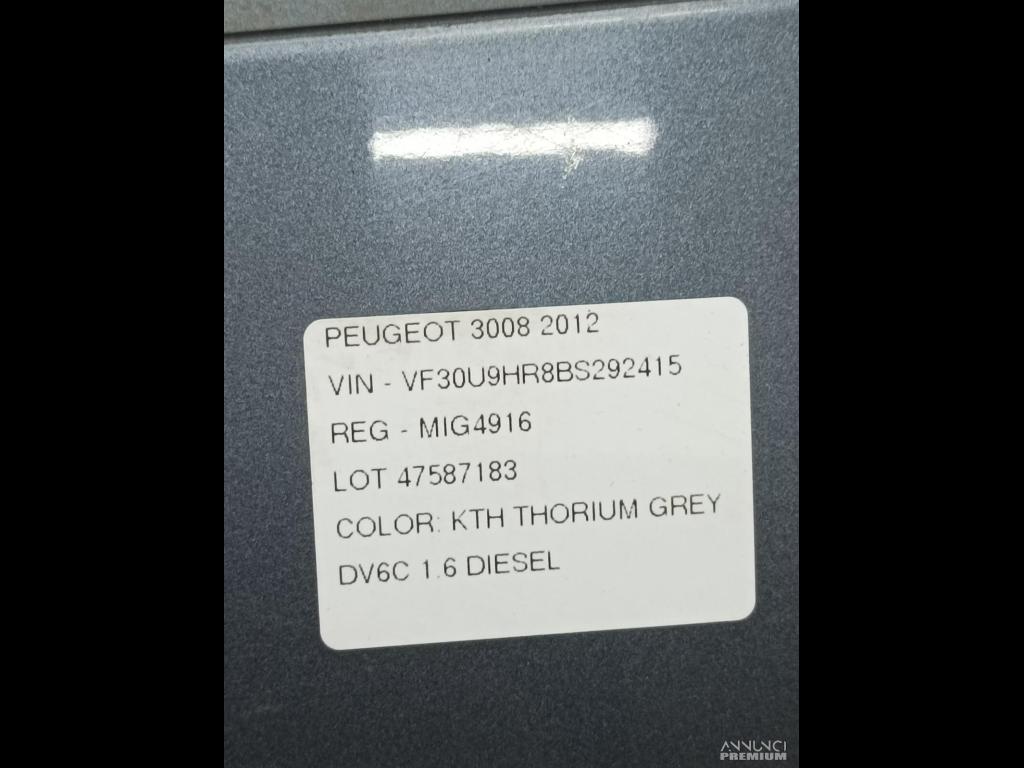 PEUGEOT 3008 2012
VIN - VF30U9HR8BS292415
REG - MIG4916
LOT 47587183
COLOR: KTH THORIUM GREY
DV6C 1.6 DIESEL
ANNUNCI
PREMIUM